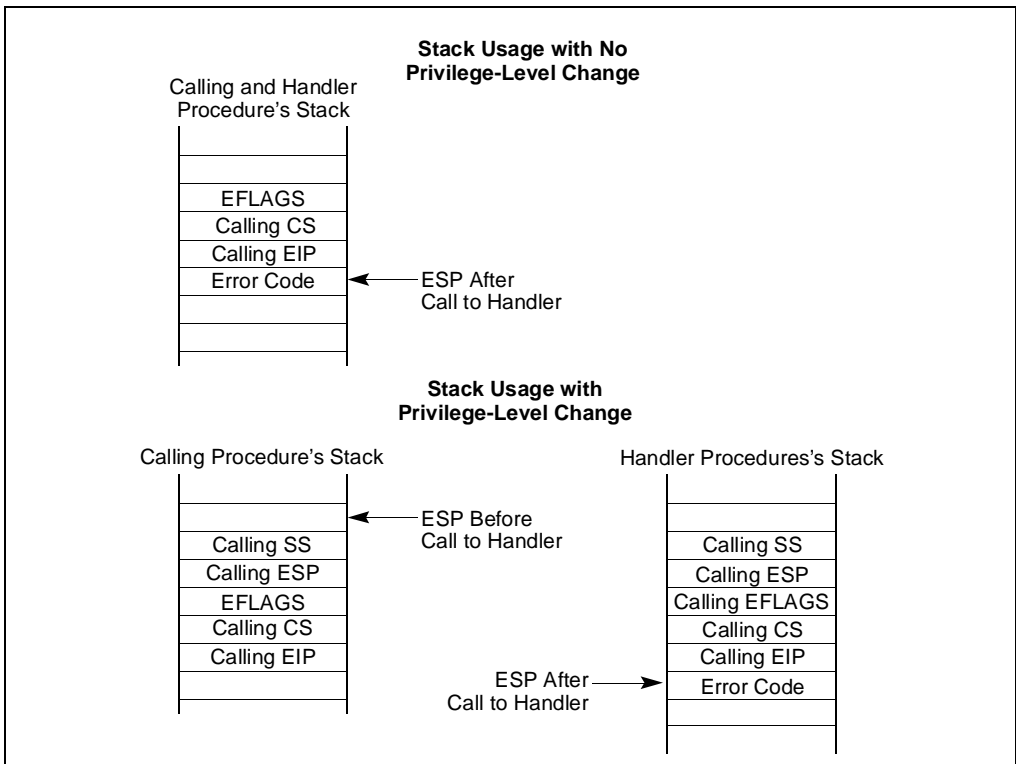 Stack Usage with No
Privilege-Level Change
Calling and Handler
Procedure's Stack
EFLAGS
Calling CS
Calling EIP
Error Code
ESP After
Call to Handler
Stack Usage with
Privilege-Level Change
Calling Procedure's Stack
ESP Before
Call to Handler
Calling SS
Calling ESP
EFLAGS
Calling CS
Calling EIP
Handler Procedures's Stack
Calling SS
Calling ESP
Calling EFLAGS
Calling CS
Calling EIP
Error Code
ESP After
Call to Handler